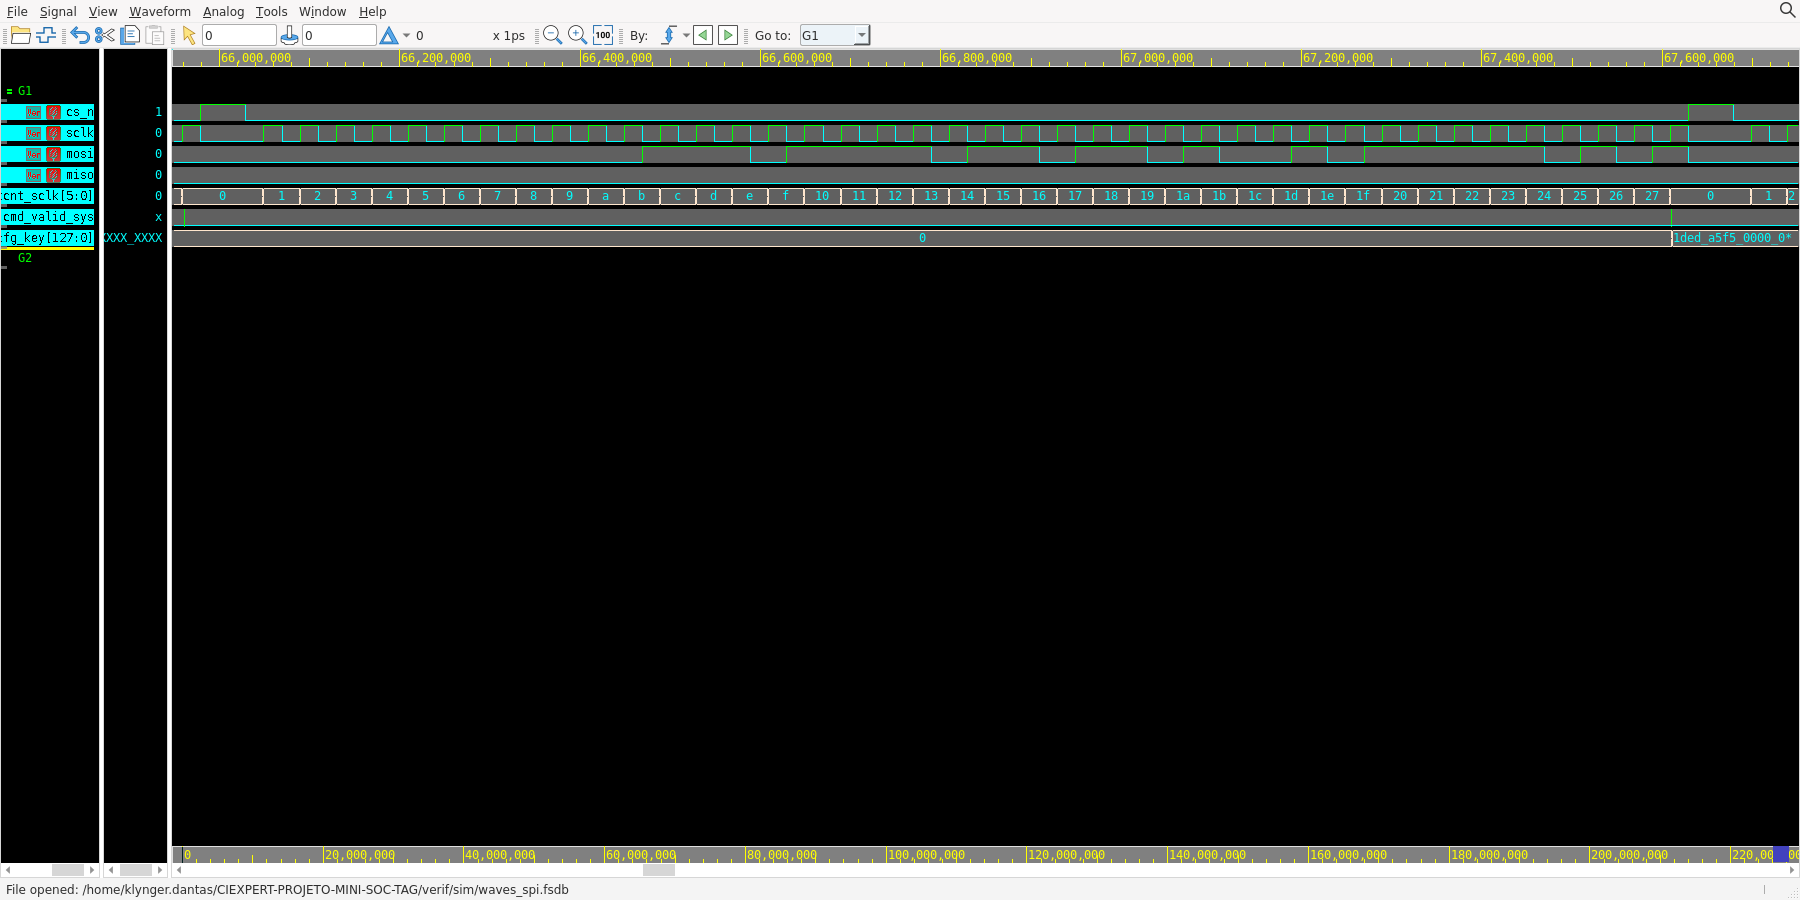 File Signal View Waveform Analog Tools Window Help
0 0 0 x 1ps 100 By: Go to: G1
66,000,000 66,200,000 66,400,000 66,600,000 66,800,000 67,000,000 67,200,000 67,400,000 67,600,000
= G1
cs_n 1
sclk 0
mosi 0
miso 0
cnt_sclk[5:0] 0 0 1 2 3 4 5 6 7 8 9 a b c d e f 10 11 12 13 14 15 16 17 18 19 1a 1b 1c 1d 1e 1f 20 21 22 23 24 25 26 27 0 1 2
cmd_valid_sys x
fg_key[127:0] XXX_XXXX 0 1ded_a5f5_0000_0*
G2
0 20,000,000 40,000,000 60,000,000 80,000,000 100,000,000 120,000,000 140,000,000 160,000,000 180,000,000 200,000,000 220,00
File opened: /home/klynger.dantas/CIEXPERT-PROJETO-MINI-SOC-TAG/verif/sim/waves_spi.fsdb